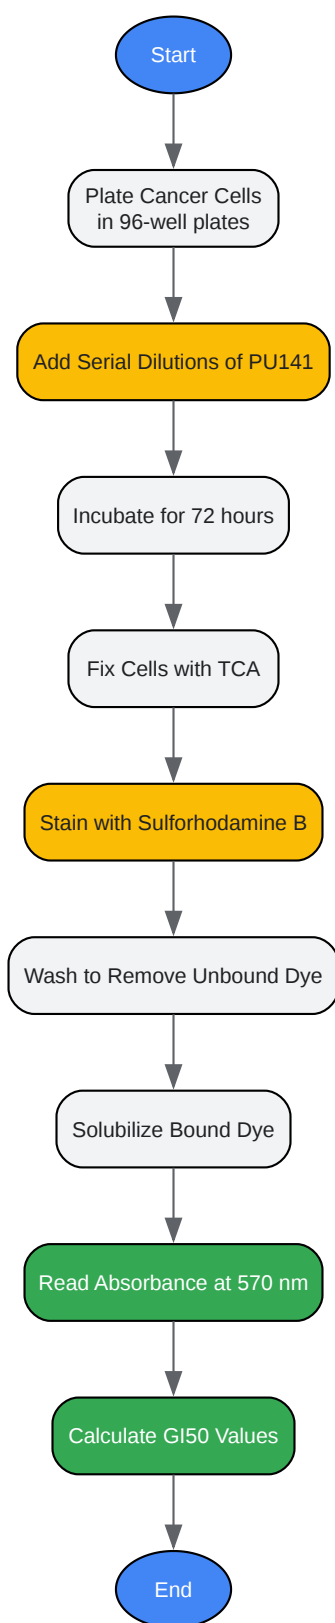 Start
Plate Cancer Cells
in 96-well plates
Add Serial Dilutions of PU141
Incubate for 72 hours
Fix Cells with TCA
Stain with Sulforhodamine B
Wash to Remove Unbound Dye
Solubilize Bound Dye
Read Absorbance at 570 nm
Calculate GI50 Values
End